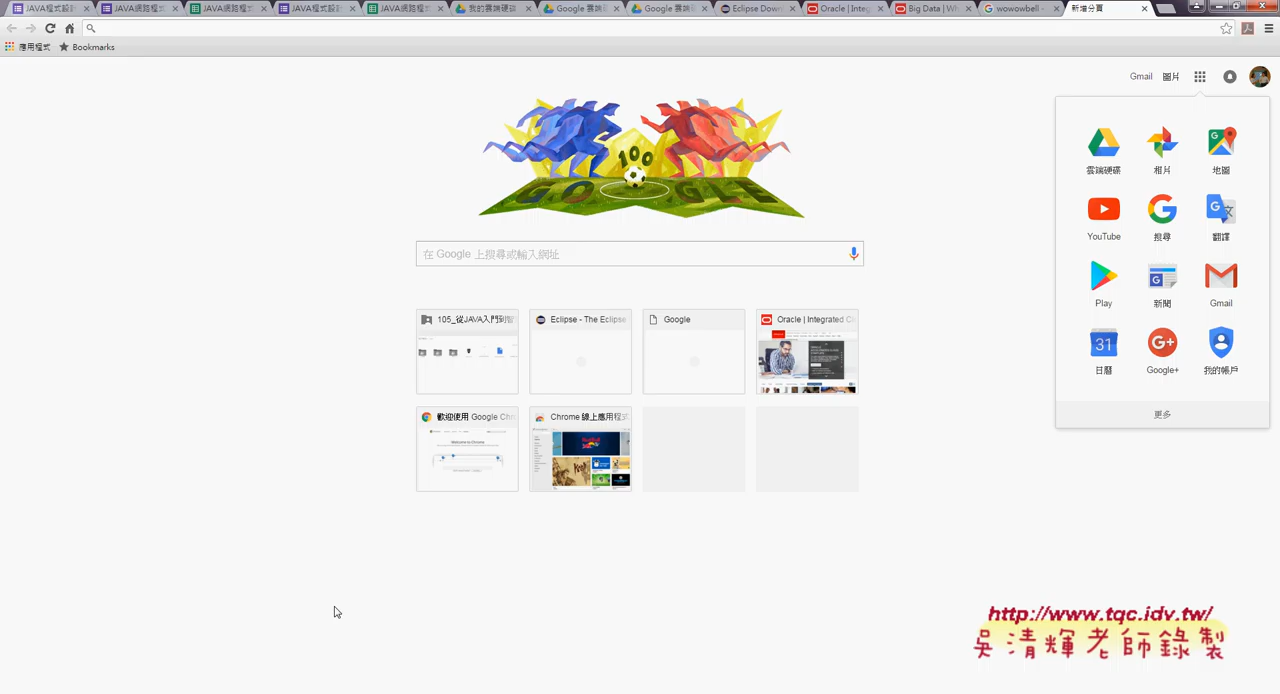 JAVA程式設計
JAVA網路程式
JAVA網路程式
JAVA程式設計
JAVA網路程式
我的雲端硬碟
Google 雲端硬
Google 雲端硬
Eclipse Down
Oracle | Integ
Big Data | Wh
wowowbell -
新增分頁
應用程式
Bookmarks
Gmail
圖片
100
GOOGLE
在 Google 上搜尋或輸入網址
105_從JAVA入門到智
Eclipse - The Eclipse
Google
Oracle | Integrated C
歡迎使用 Google Chr
Chrome 線上應用程式
Welcome to Chrome
雲端硬碟
相片
地圖
YouTube
搜尋
翻譯
Play
新聞
Gmail
31
日曆
Google+
我的帳戶
更多
http://www.tqc.idv.tw/
吳清輝老師錄製